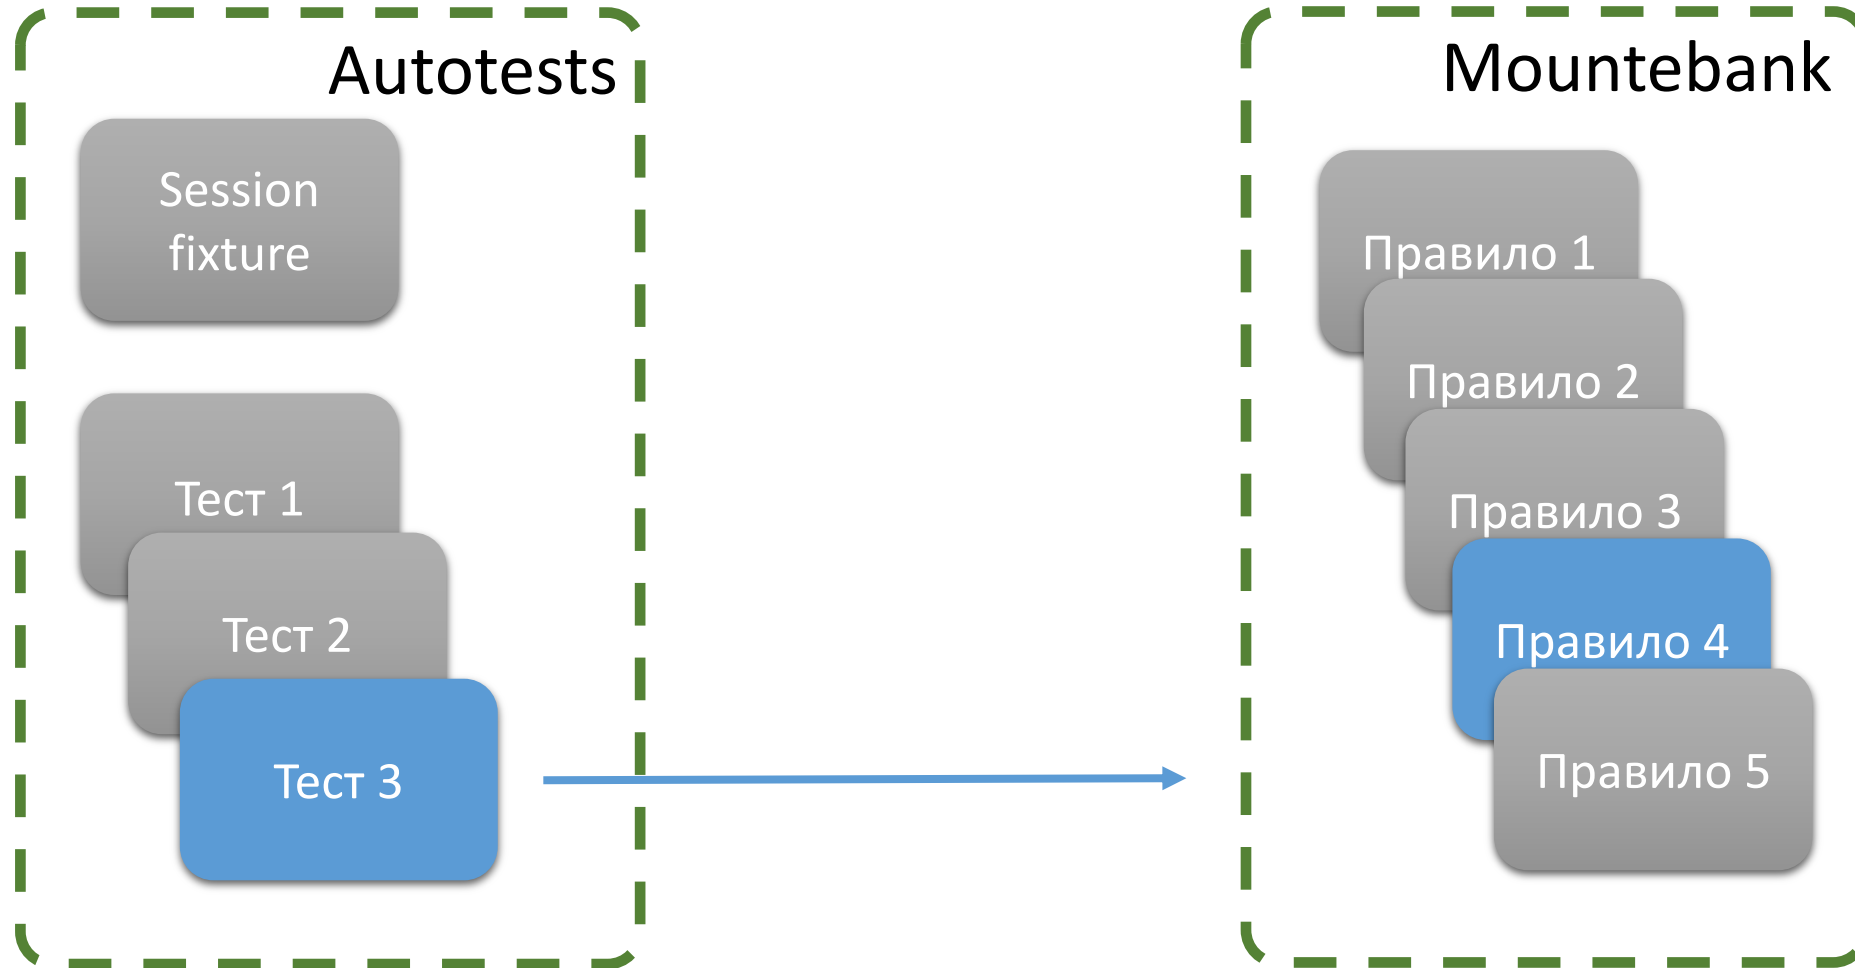 Autotests
Session
fixture
Тест 1
Тест 2
Тест 3
Mountebank
Правило 1
Правило 2
Правило 3
Правило 4
Правило 5